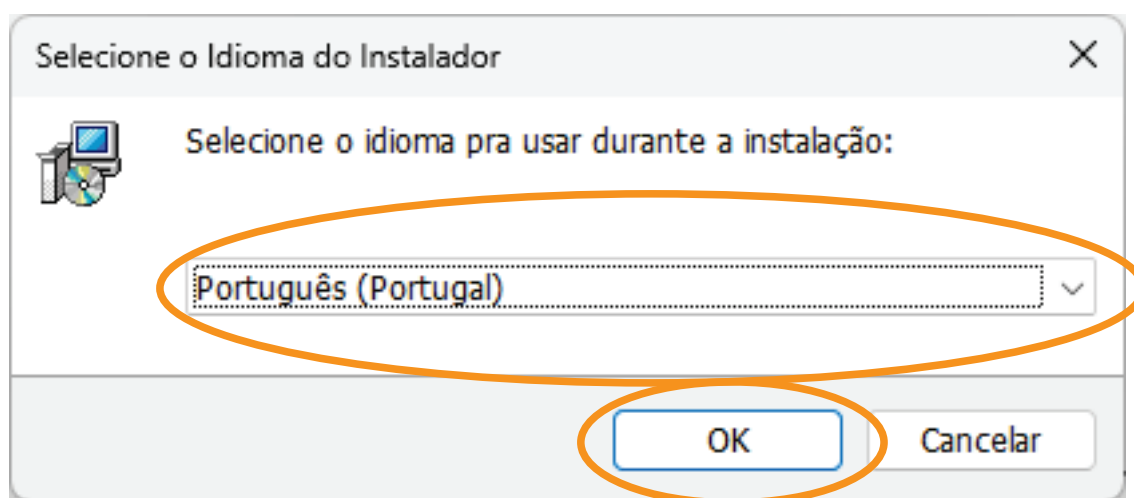 Selecione o Idioma do Instalador
Selecione o idioma pra usar durante a instalação:
Português (Portugal)
OK Cancelar